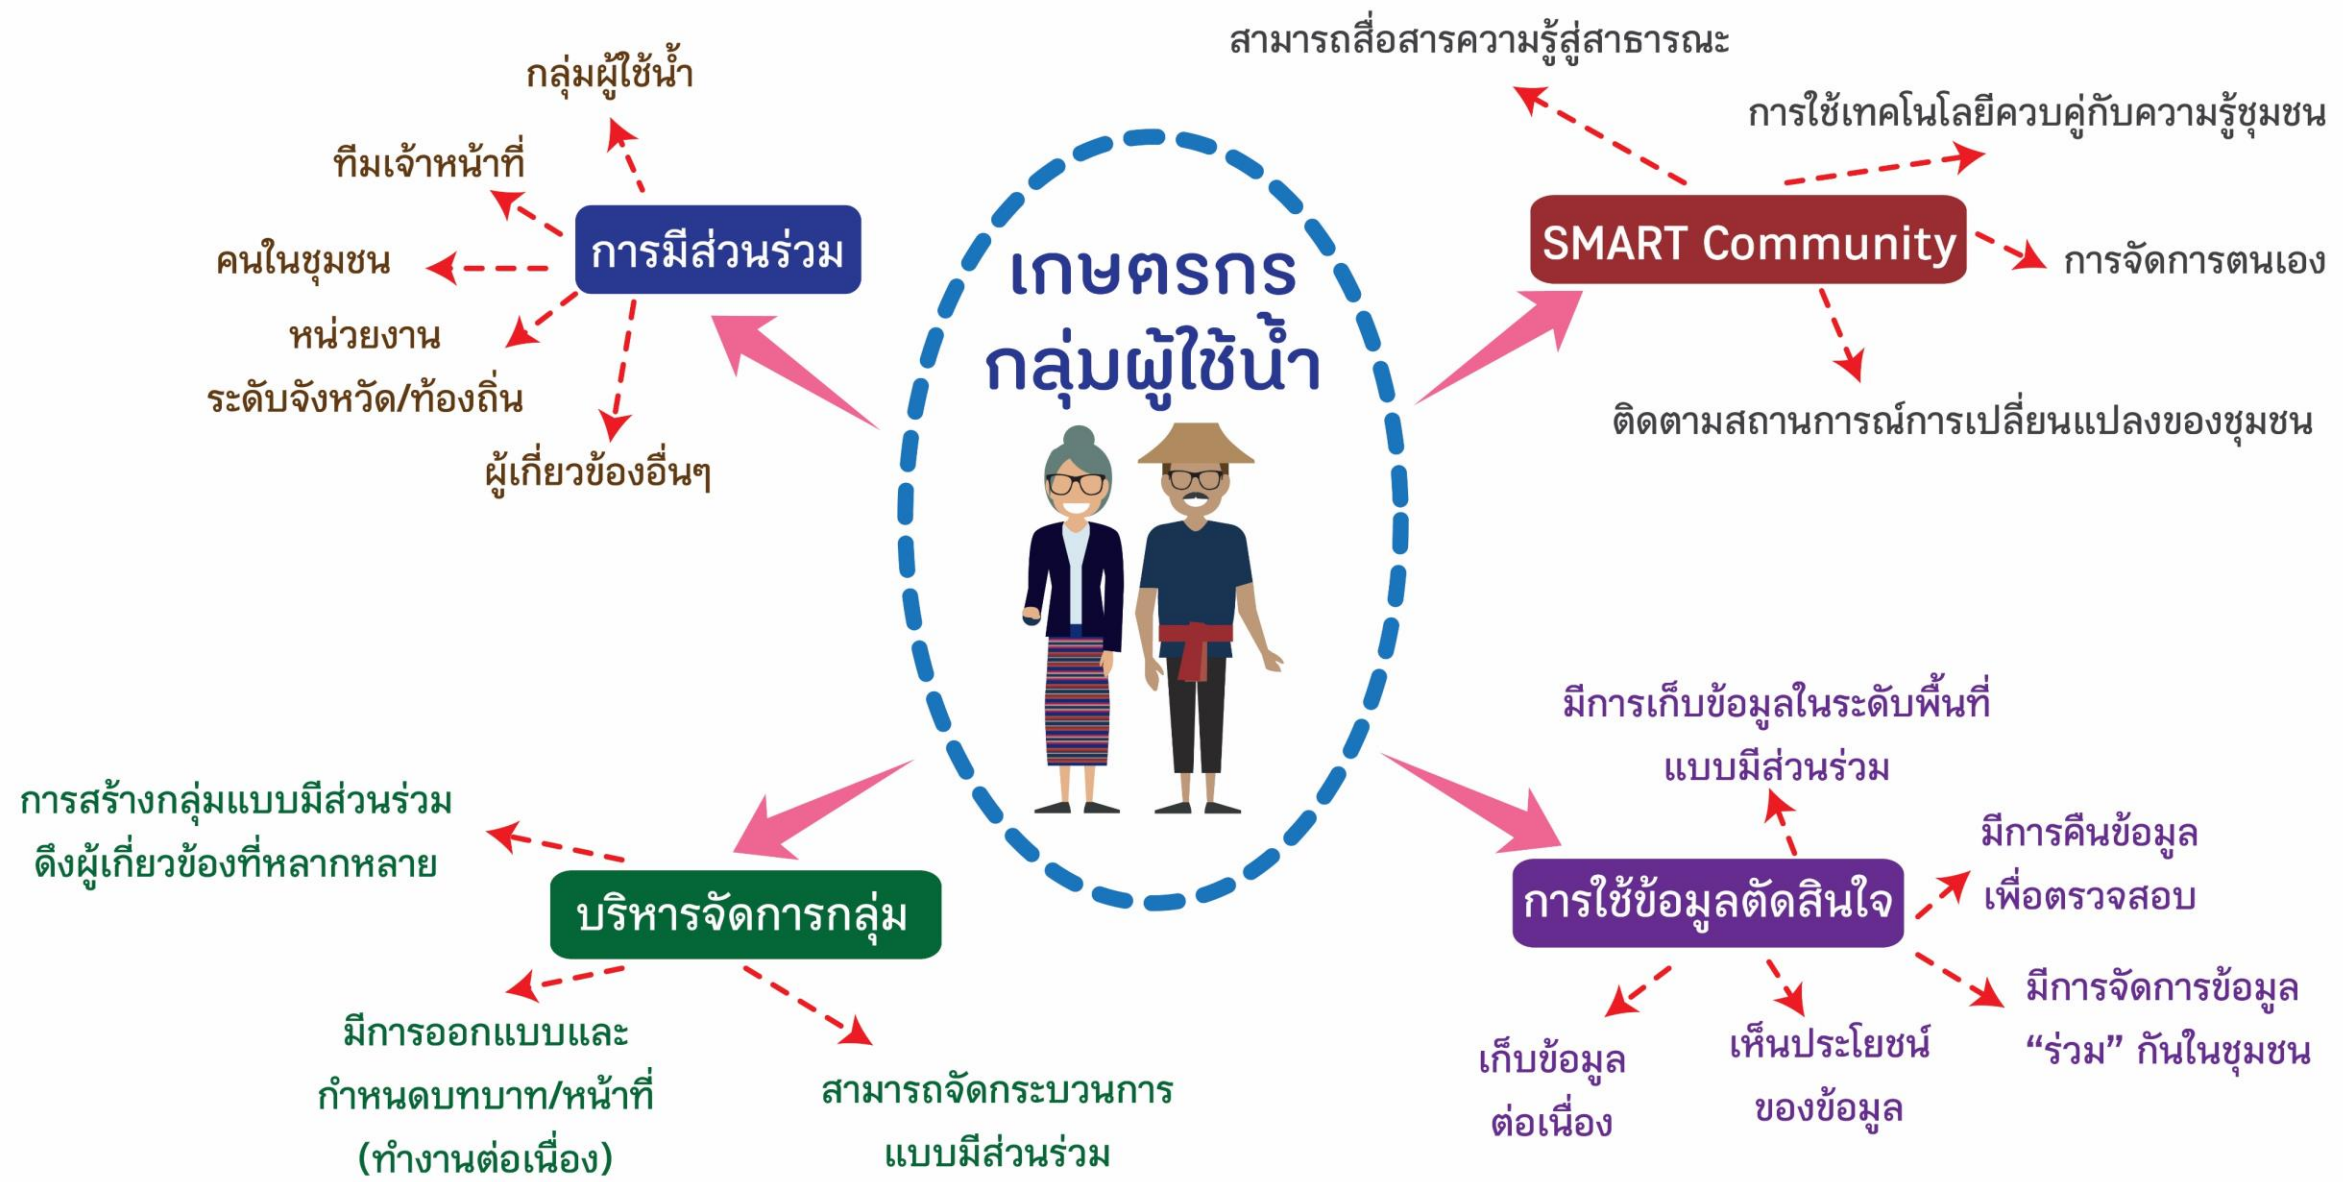 เกษตรกร
กลุ่มผู้ใช้น้ำ
การมีส่วนร่วม
กลุ่มผู้ใช้น้ำ
ทีมเจ้าหน้าที่
คนในชุมชน
หน่วยงาน
ระดับจังหวัด/ท้องถิ่น
ผู้เกี่ยวข้องอื่นๆ
SMART Community
สามารถสื่อสารความรู้สู่สาธารณะ
การใช้เทคโนโลยีควบคู่กับความรู้ชุมชน
การจัดการตนเอง
ติดตามสถานการณ์การเปลี่ยนแปลงของชุมชน
บริหารจัดการกลุ่ม
การสร้างกลุ่มแบบมีส่วนร่วม
ดึงผู้เกี่ยวข้องที่หลากหลาย
มีการออกแบบและ
กำหนดบทบาท/หน้าที่
(ทำงานต่อเนื่อง)
สามารถจัดกระบวนการ
แบบมีส่วนร่วม
การใช้ข้อมูลตัดสินใจ
มีการเก็บข้อมูลในระดับพื้นที่
แบบมีส่วนร่วม
มีการคืนข้อมูล
เพื่อตรวจสอบ
มีการจัดการข้อมูล
“ร่วม” กันในชุมชน
เห็นประโยชน์
ของข้อมูล
เก็บข้อมูล
ต่อเนื่อง